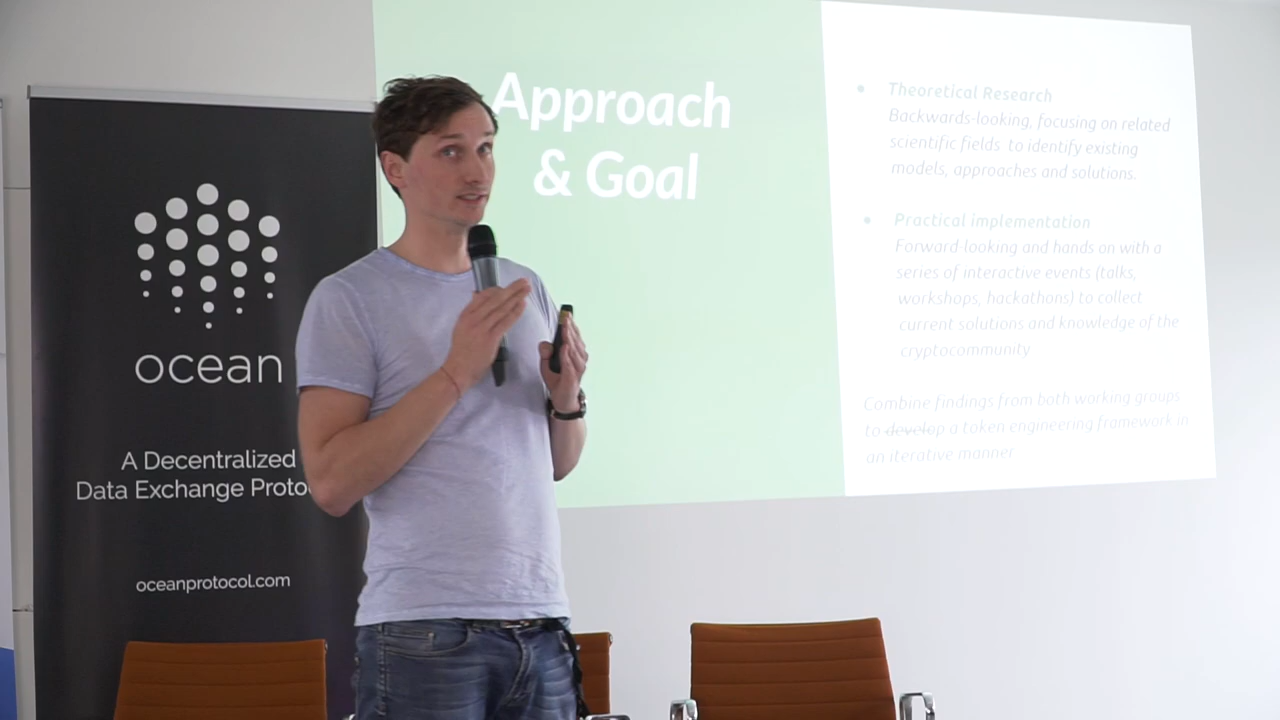 ocean
A Decentralized
Data Exchange Proto
oceanprotocol.com
Approach
& Goal
Theoretical Research
Backwards-looking, focusing on related
scientific fields to identify existing
models, approaches and solutions.
Practical implementation
Forward-looking and hands on with a
series of interactive events (talks,
workshops, hackathons) to collect
current solutions and knowledge of the
cryptocommunity
Combine findings from both working groups
to develop a token engineering framework in
an iterative manner